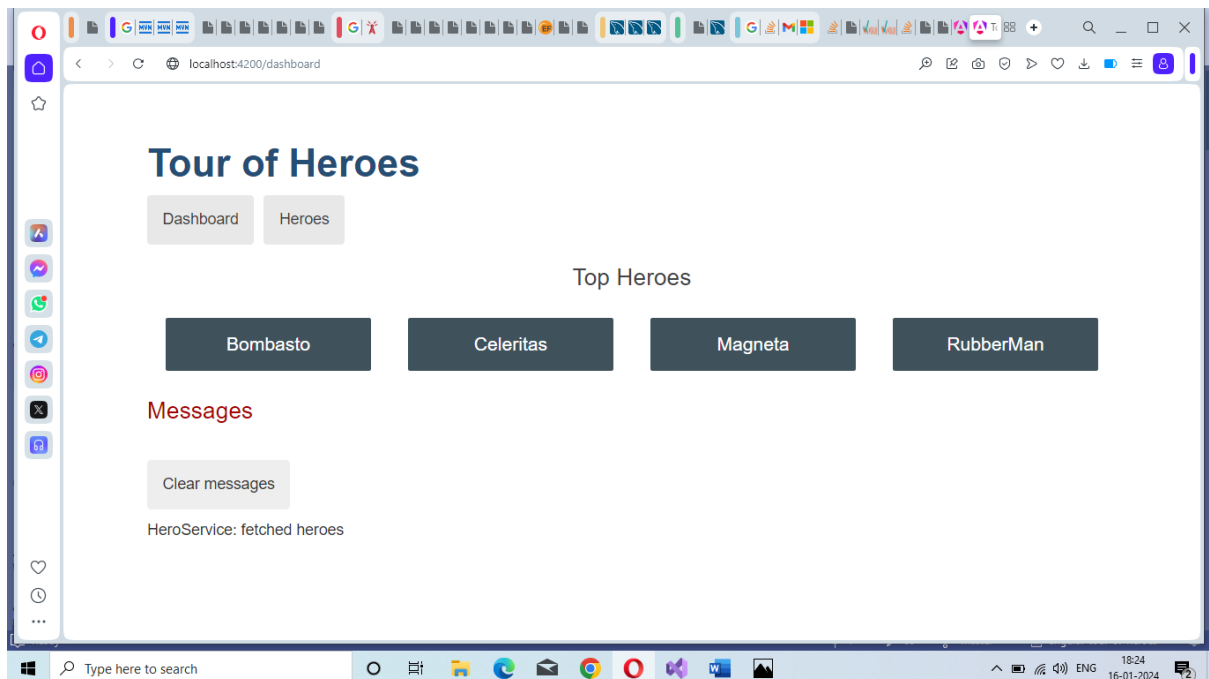 localhost:4200/dashboard
Tour of Heroes
Dashboard Heroes
Top Heroes
Bombasto Celeritas Magneta RubberMan
Messages
Clear messages
HeroService: fetched heroes
Type here to search
ENG
18:24
16-01-2024
2